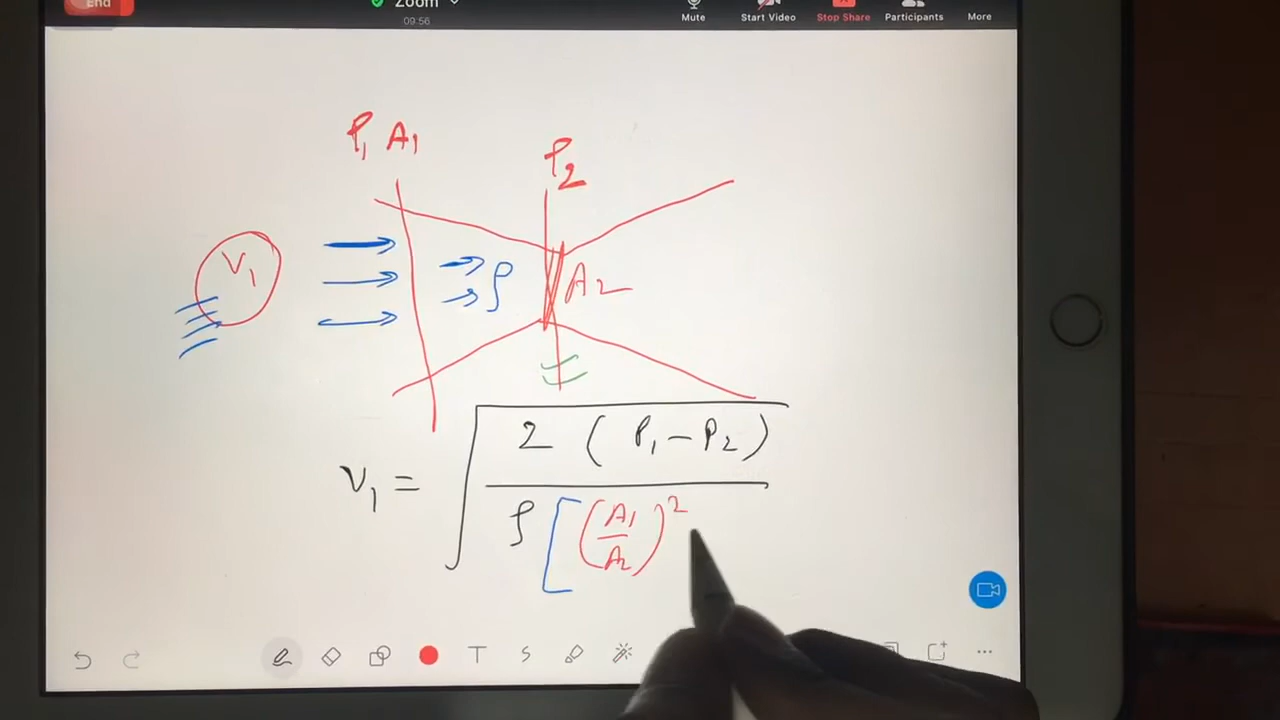 End
Zoom
09:56
Mute
Start Video
Stop Share
Participants
More
P₁ A₁
P₂
V₁
ρ
A₂
V₁ = √(2 (P₁ - P₂) / ρ [(A₁/A₂)²
T